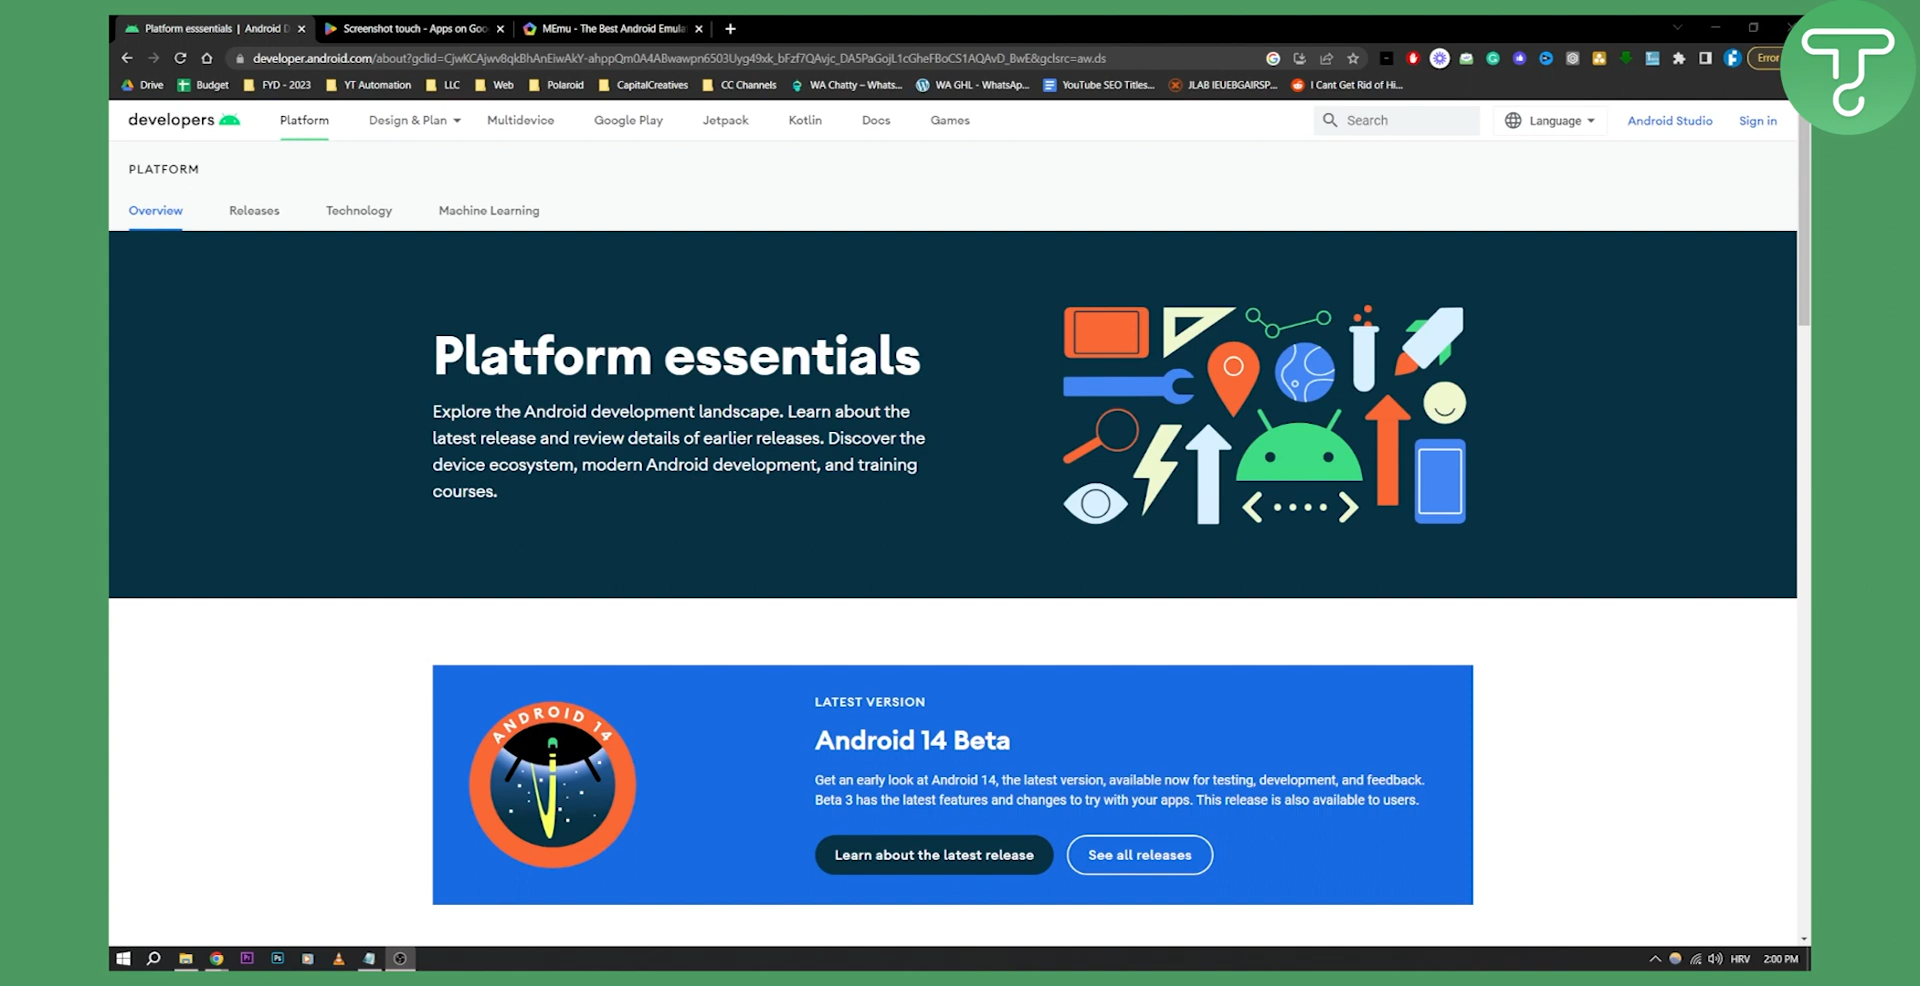 Platform esssentials | Android D
Screenshot touch - Apps on Goo
MEmu - The Best Android Emula
developer.android.com/about?gclid=CjwKCAjwv8qkBhAnEiwAkY-ahppQm0A4ABwawpn6503Uyg49xk_bFzf7QAvjc_DA5PaGojL1cGheFBoCS1AQAvD_BwE&gclsrc=aw.ds
Error
Drive
Budget
FYD - 2023
YT Automation
LLC
Web
Polaroid
CapitalCreatives
CC Channels
WA Chatty – Whats...
WA GHL - WhatsAp...
YouTube SEO Titles...
JLAB IEUEBGAIRSP...
I Cant Get Rid of Hi...
developers
Platform
Design & Plan
Multidevice
Google Play
Jetpack
Kotlin
Docs
Games
Search
Language
Android Studio
Sign in
PLATFORM
Overview
Releases
Technology
Machine Learning
Platform essentials
Explore the Android development landscape. Learn about the
latest release and review details of earlier releases. Discover the
device ecosystem, modern Android development, and training
courses.
ANDROID 14
LATEST VERSION
Android 14 Beta
Get an early look at Android 14, the latest version, available now for testing, development, and feedback.
Beta 3 has the latest features and changes to try with your apps. This release is also available to users.
Learn about the latest release
See all releases
Pr
Ps
HRV
2:00 PM